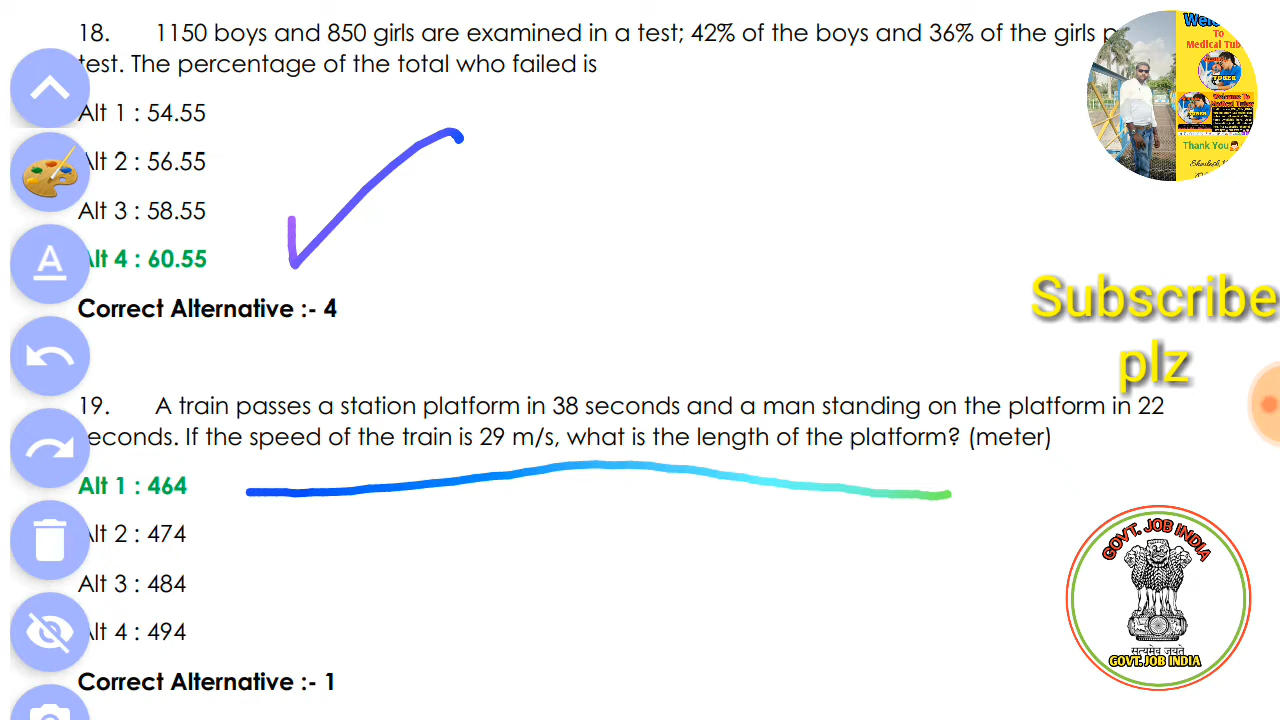 18. 1150 boys and 850 girls are examined in a test; 42% of the boys and 36% of the girls
test. The percentage of the total who failed is
Alt 1 : 54.55
Alt 2 : 56.55
Alt 3 : 58.55
Alt 4 : 60.55
Correct Alternative :- 4
To
Medical Tub
Thank You
Subscribe
plz
19. A train passes a station platform in 38 seconds and a man standing on the platform in 22
seconds. If the speed of the train is 29 m/s, what is the length of the platform? (meter)
Alt 1 : 464
Alt 2 : 474
Alt 3 : 484
Alt 4 : 494
Correct Alternative :- 1
GOVT. JOB INDIA
सत्यमेव जयते
GOVT. JOB INDIA